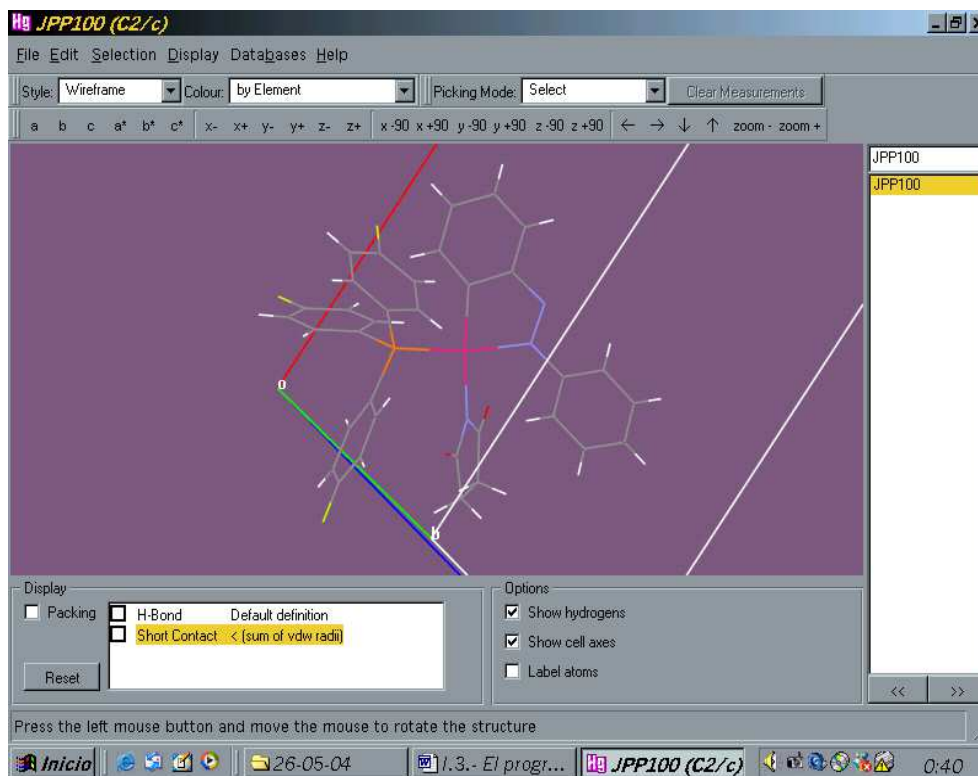 Hg JPP100 (C2/c)
File Edit Selection Display Databases Help
Style: Wireframe Colour: by Element Picking Mode: Select Clear Measurements
a b c a* b* c* x- x+ y- y+ z- z+ x-90 x+90 y-90 y+90 z-90 z+90 ← → ↓ ↑ zoom- zoom+
JPP100
JPP100
o
b
Display
Packing
H-Bond Default definition
Short Contact < (sum of vdw radii)
Reset
Options
Show hydrogens
Show cell axes
Label atoms
<< >>
Press the left mouse button and move the mouse to rotate the structure
Inicio 26-05-04 I.3.- El progr... Hg JPP100 (C2/c) 0:40